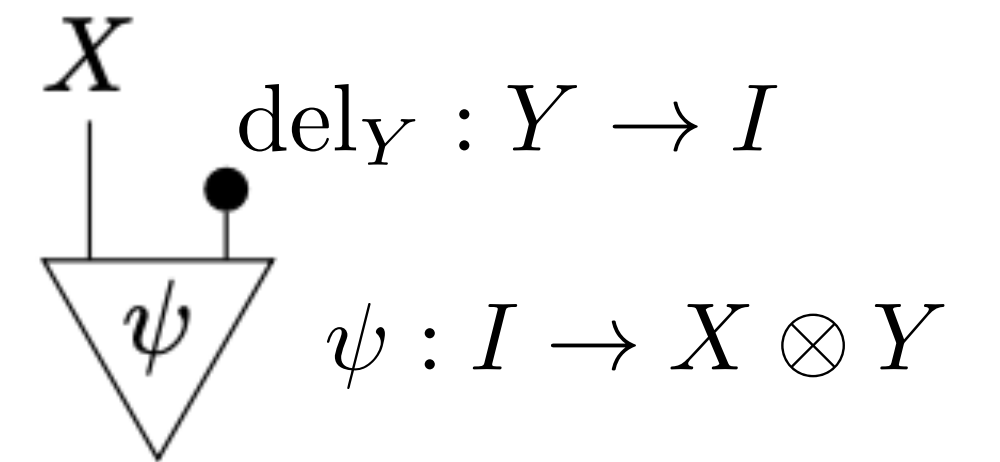 X
del_Y : Y → I
ψ
ψ : I → X ⊗ Y